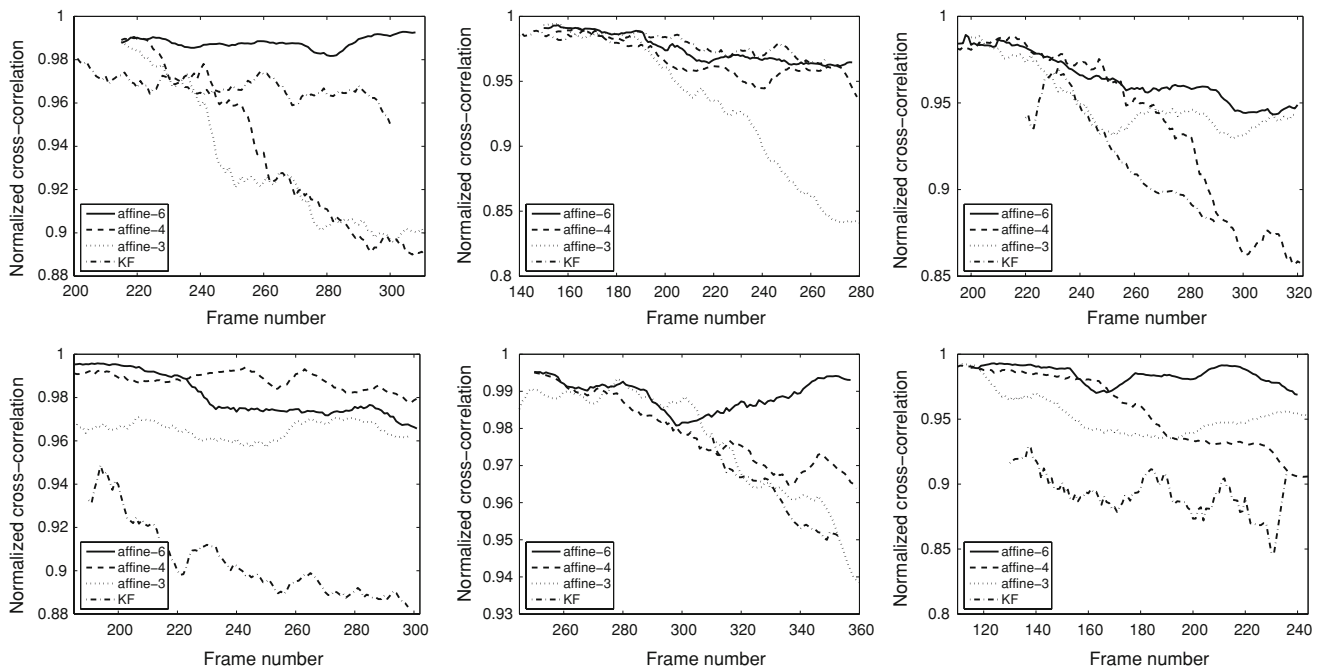 Normalized cross-correlation
1
0.98
0.96
0.94
0.92
0.9
0.88
affine-6
affine-4
affine-3
KF
200 220 240 260 280 300
Frame number
Normalized cross-correlation
1
0.95
0.9
0.85
0.8
affine-6
affine-4
affine-3
KF
140 160 180 200 220 240 260 280
Frame number
Normalized cross-correlation
1
0.95
0.9
0.85
affine-6
affine-4
affine-3
KF
200 220 240 260 280 300 320
Frame number
Normalized cross-correlation
1
0.98
0.96
0.94
0.92
0.9
0.88
affine-6
affine-4
affine-3
KF
200 220 240 260 280 300
Frame number
Normalized cross-correlation
1
0.99
0.98
0.97
0.96
0.95
0.94
0.93
affine-6
affine-4
affine-3
KF
260 280 300 320 340 360
Frame number
Normalized cross-correlation
1
0.95
0.9
0.85
0.8
affine-6
affine-4
affine-3
KF
120 140 160 180 200 220 240
Frame number